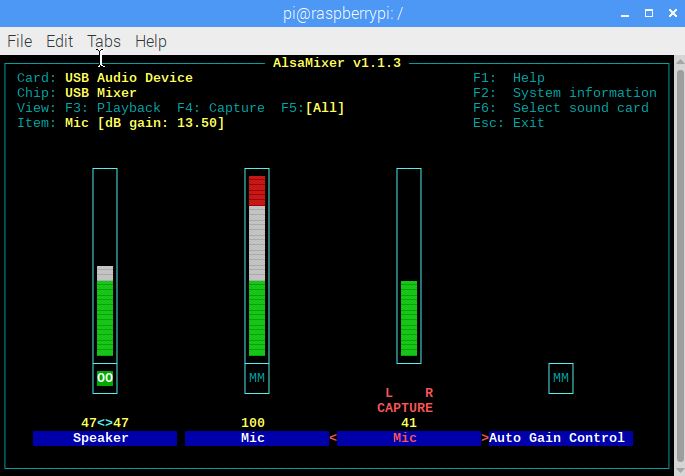 pi@raspberrypi: /
File Edit Tabs Help
AlsaMixer v1.1.3
Card: USB Audio Device F1: Help
Chip: USB Mixer F2: System information
View: F3: Playback F4: Capture F5:[All] F6: Select sound card
Item: Mic [dB gain: 13.50] Esc: Exit
OO MM MM
L R
CAPTURE
47<>47 100 41
Speaker Mic < Mic >Auto Gain Control